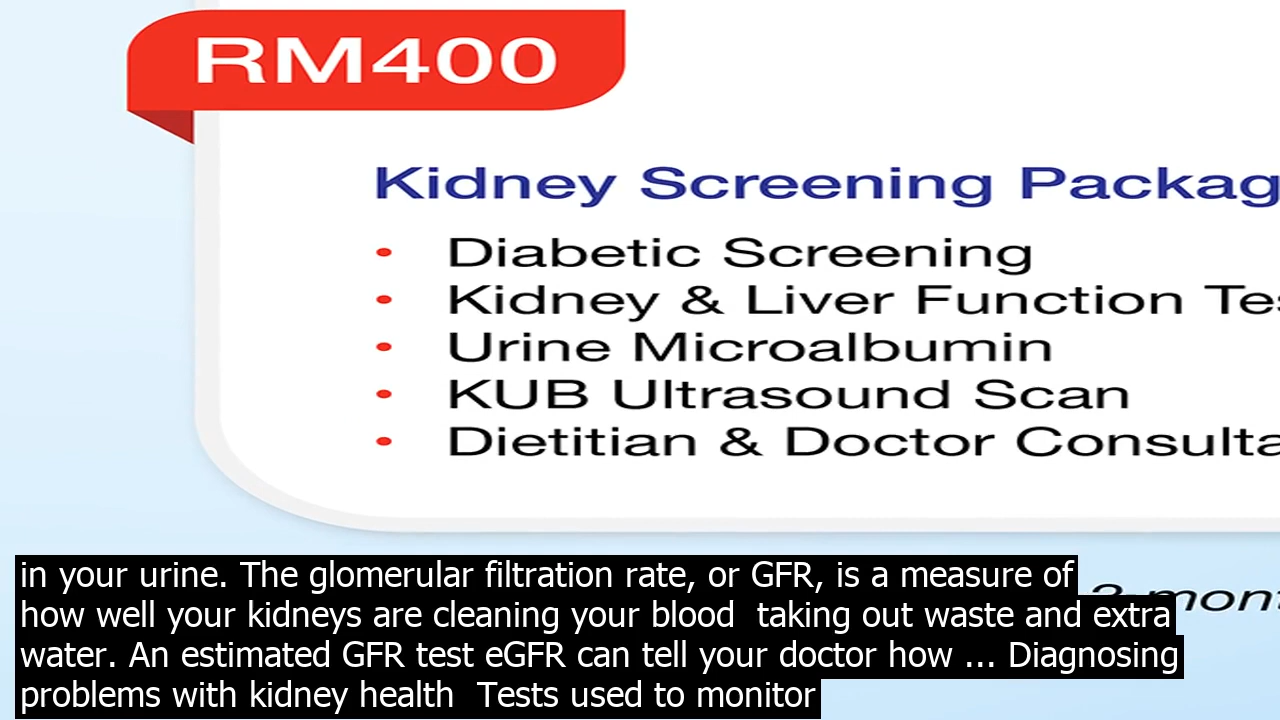 RM400
Kidney Screening Packag
• Diabetic Screening
• Kidney & Liver Function Tes
• Urine Microalbumin
• KUB Ultrasound Scan
• Dietitian & Doctor Consulta
in your urine. The glomerular filtration rate, or GFR, is a measure of
how well your kidneys are cleaning your blood  taking out waste and extra
water. An estimated GFR test eGFR can tell your doctor how ... Diagnosing
problems with kidney health  Tests used to monitor